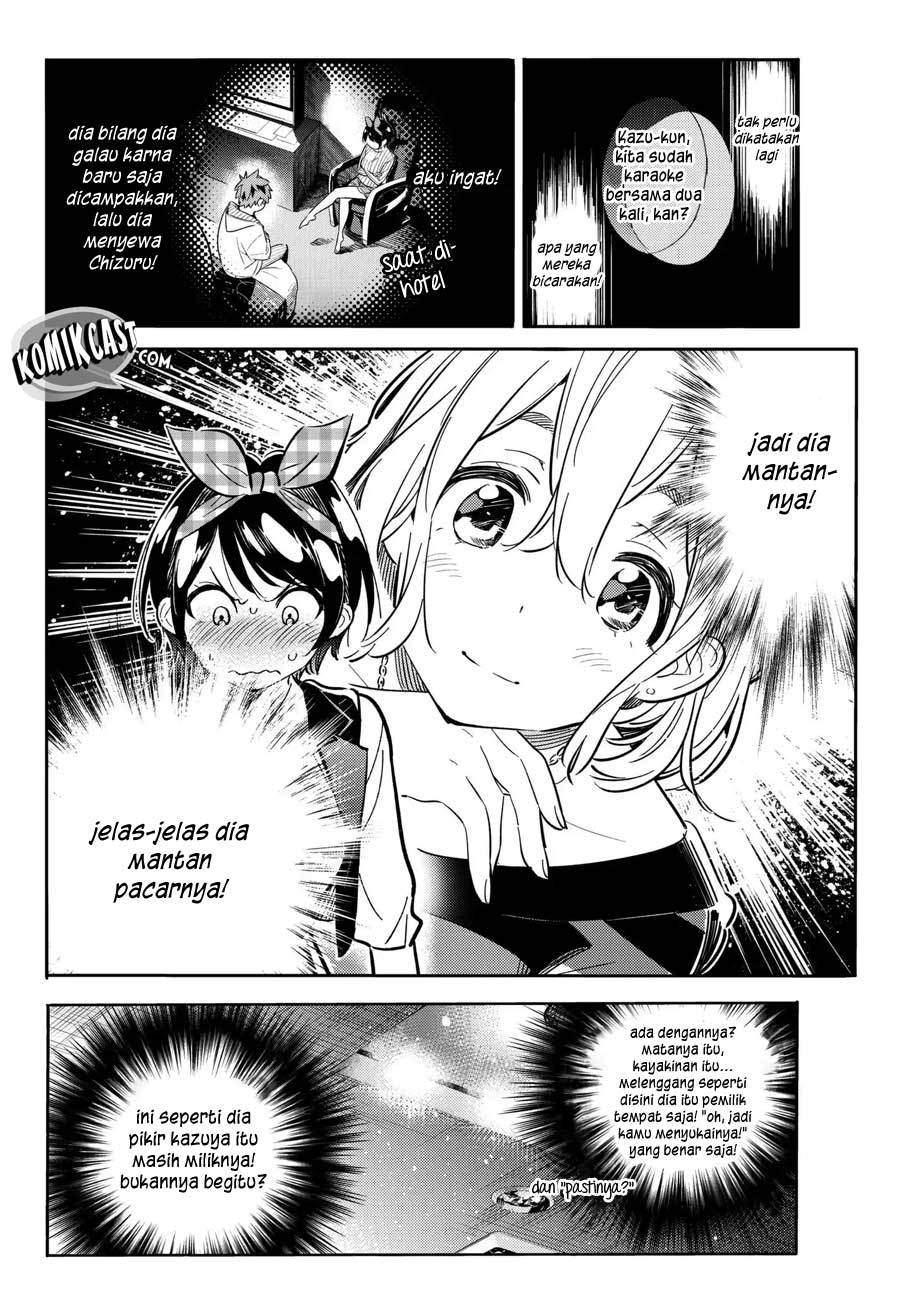 tak perlu
dikatakan
lagi
Kazu-kun,
kita sudah
karaoke
bersama dua
kali, kan?
apa yang
mereka
bicarakan!
aku ingat!
saat di-
hotel
dia bilang dia
galau karna
baru saja
dicampakkan,
lalu dia
menyewa
Chizuru!
KOMIKCAST
.COM
jadi dia
mantan-
nya!
jelas-jelas dia
mantan
pacarnya!
ada dengannya?
Matanya itu,
kayakinan itu...
melenggang seperti
disini dia itu pemilik
tempat saja! "oh, jadi
kamu menyukainya!"
yang benar saja!
dan "pastinya?"
ini seperti dia
pikir kazuya itu
masih miliknya!
bukannya begitu?